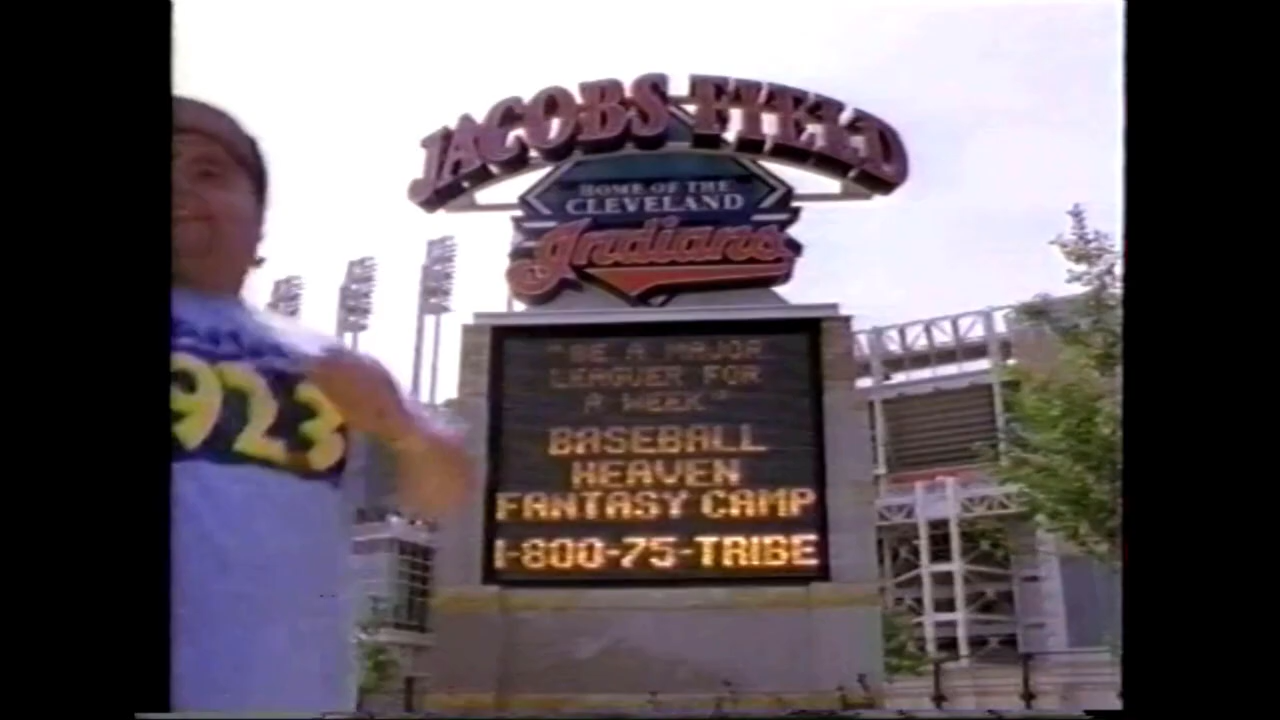 JACOBS FIELD
HOME OF THE
CLEVELAND
Indians
"BE A MAJOR
LEAGUER FOR
A WEEK"
BASEBALL
HEAVEN
FANTASY CAMP
1-800-75-TRIBE
923